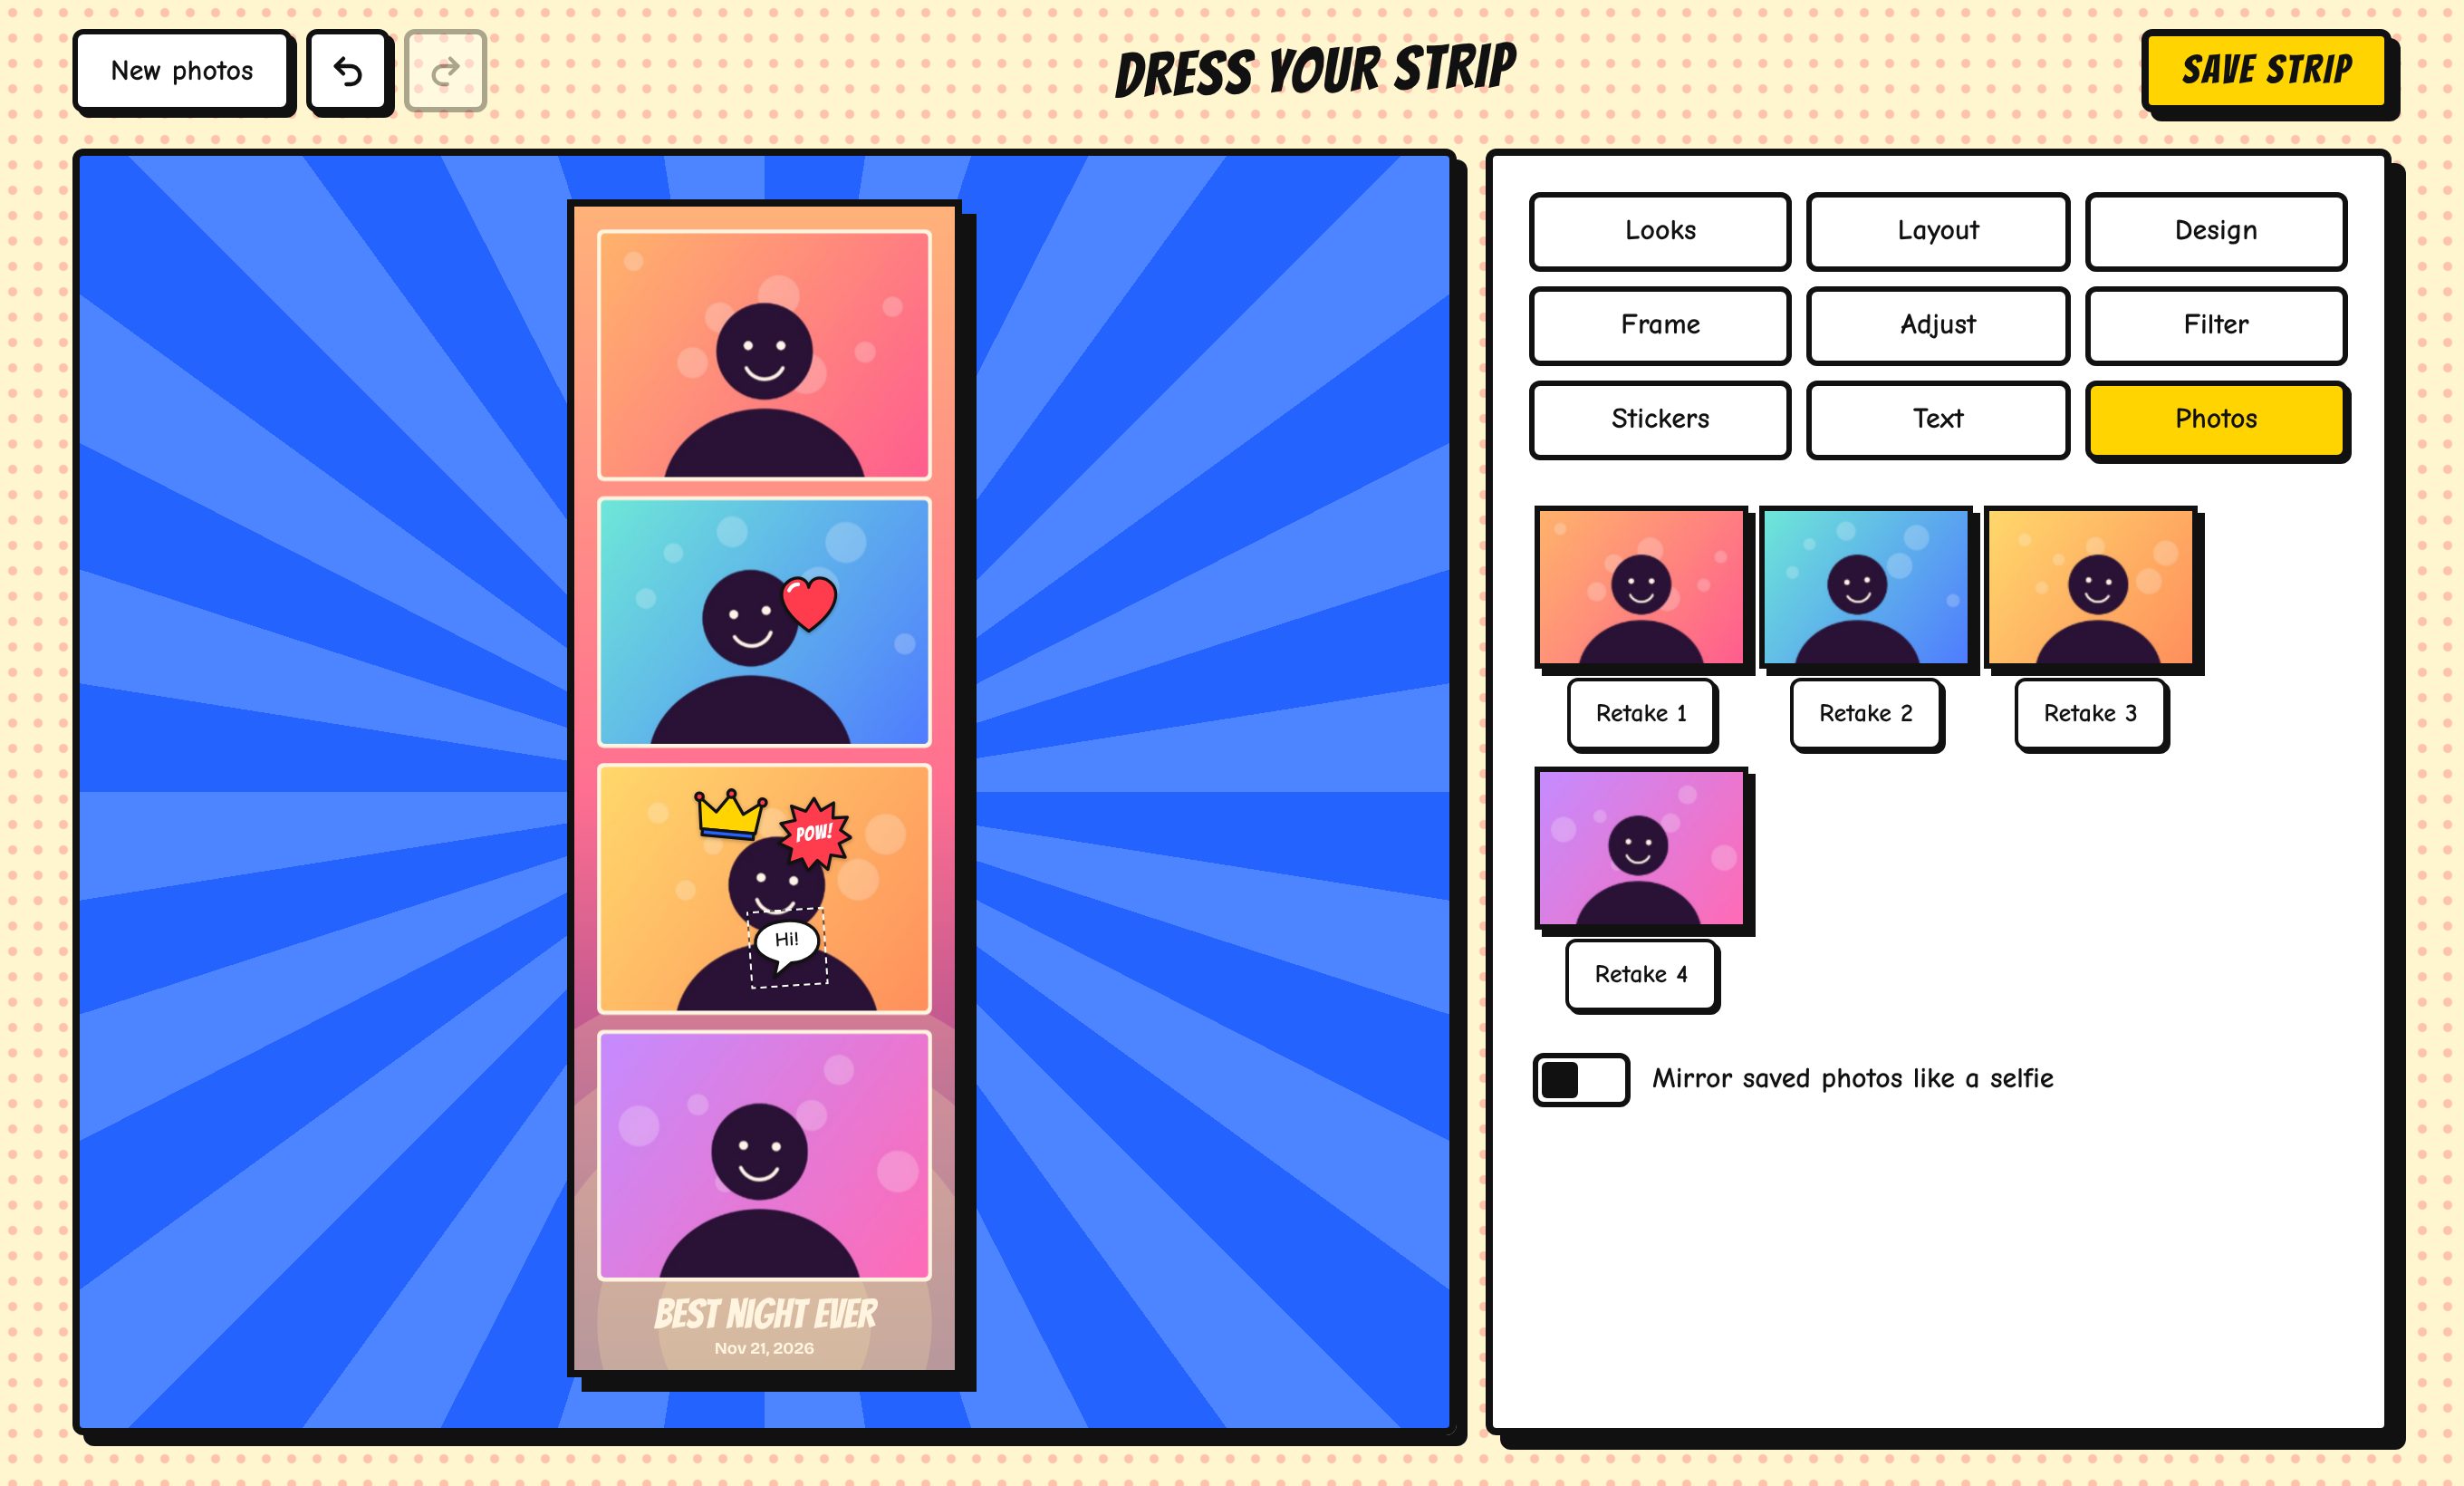 New photos
DRESS YOUR STRIP
SAVE STRIP
Looks
Layout
Design
Frame
Adjust
Filter
Stickers
Text
Photos
POW!
Hi!
BEST NIGHT EVER
Nov 21, 2026
Retake 1
Retake 2
Retake 3
Retake 4
Mirror saved photos like a selfie